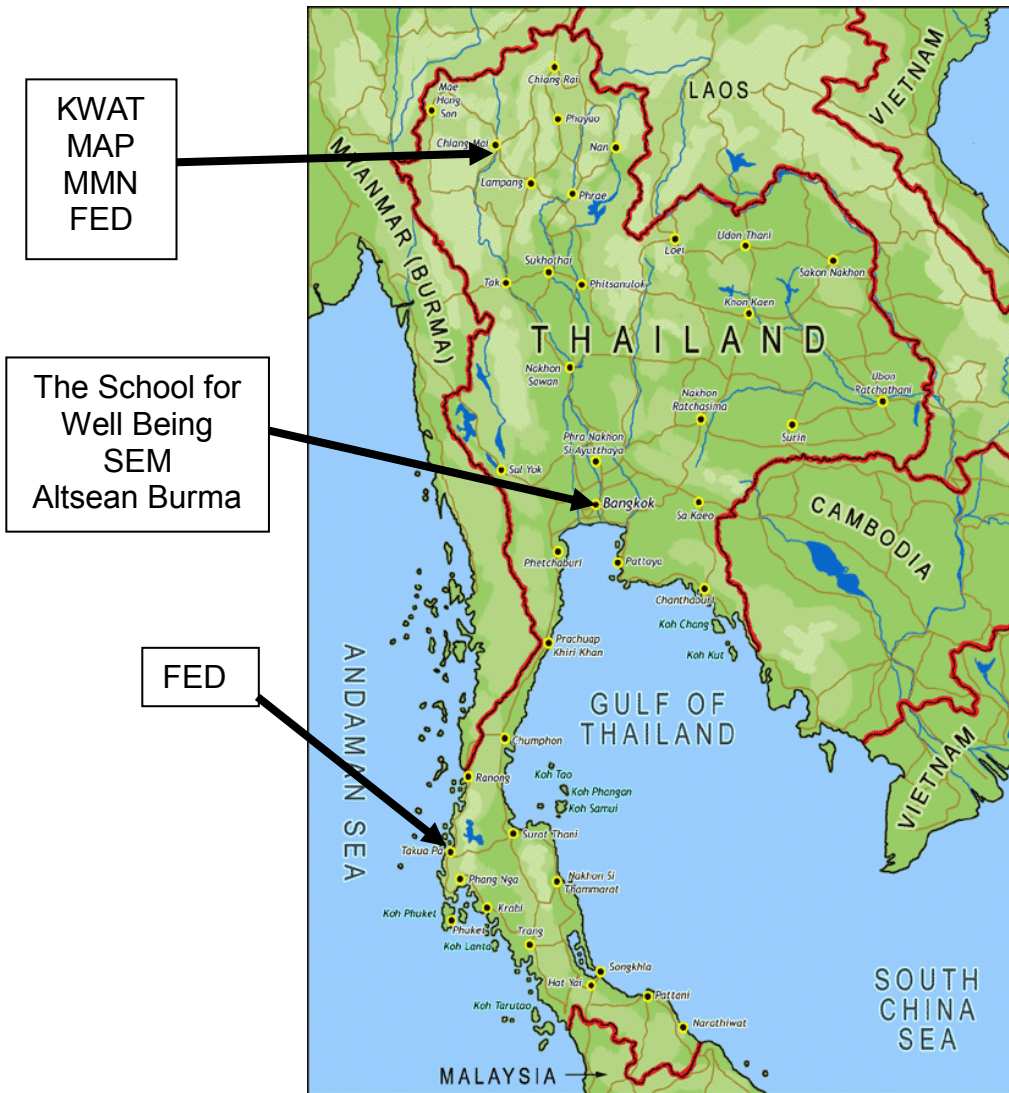 KWAT
MAP
MMN
FED
The School for
Well Being
SEM
Altsean Burma
FED
MYANMAR (BURMA)
LAOS
VIETNAM
THAILAND
CAMBODIA
VIETNAM
MALAYSIA
ANDAMAN SEA
GULF OF
THAILAND
SOUTH
CHINA
SEA
Chiang Rai
Mae
Hong
Son
Phayao
Chiang Mai
Nan
Lampang
Phrae
Loei
Udon Thani
Sakon Nakhon
Sukhothai
Tak
Phitsanulok
Khon Kaen
Nakhon
Sawan
Nakhon
Ratchasima
Ubon
Ratchathani
Surin
Phra Nakhon
Si Ayutthaya
Sai Yok
Bangkok
Sa Kaeo
Phetchaburi
Pattaya
Chanthaburi
Koh Chang
Koh Kut
Prachuap
Khiri Khan
Chumphon
Ranong
Koh Tao
Koh Phangan
Koh Samui
Surat Thani
Takua Pa
Phang Nga
Nakhon Si
Thammarat
Koh Phuket
Krabi
Phuket
Koh Lanta
Trang
Songkhla
Hat Yai
Pattani
Koh Tarutao
Narathiwat